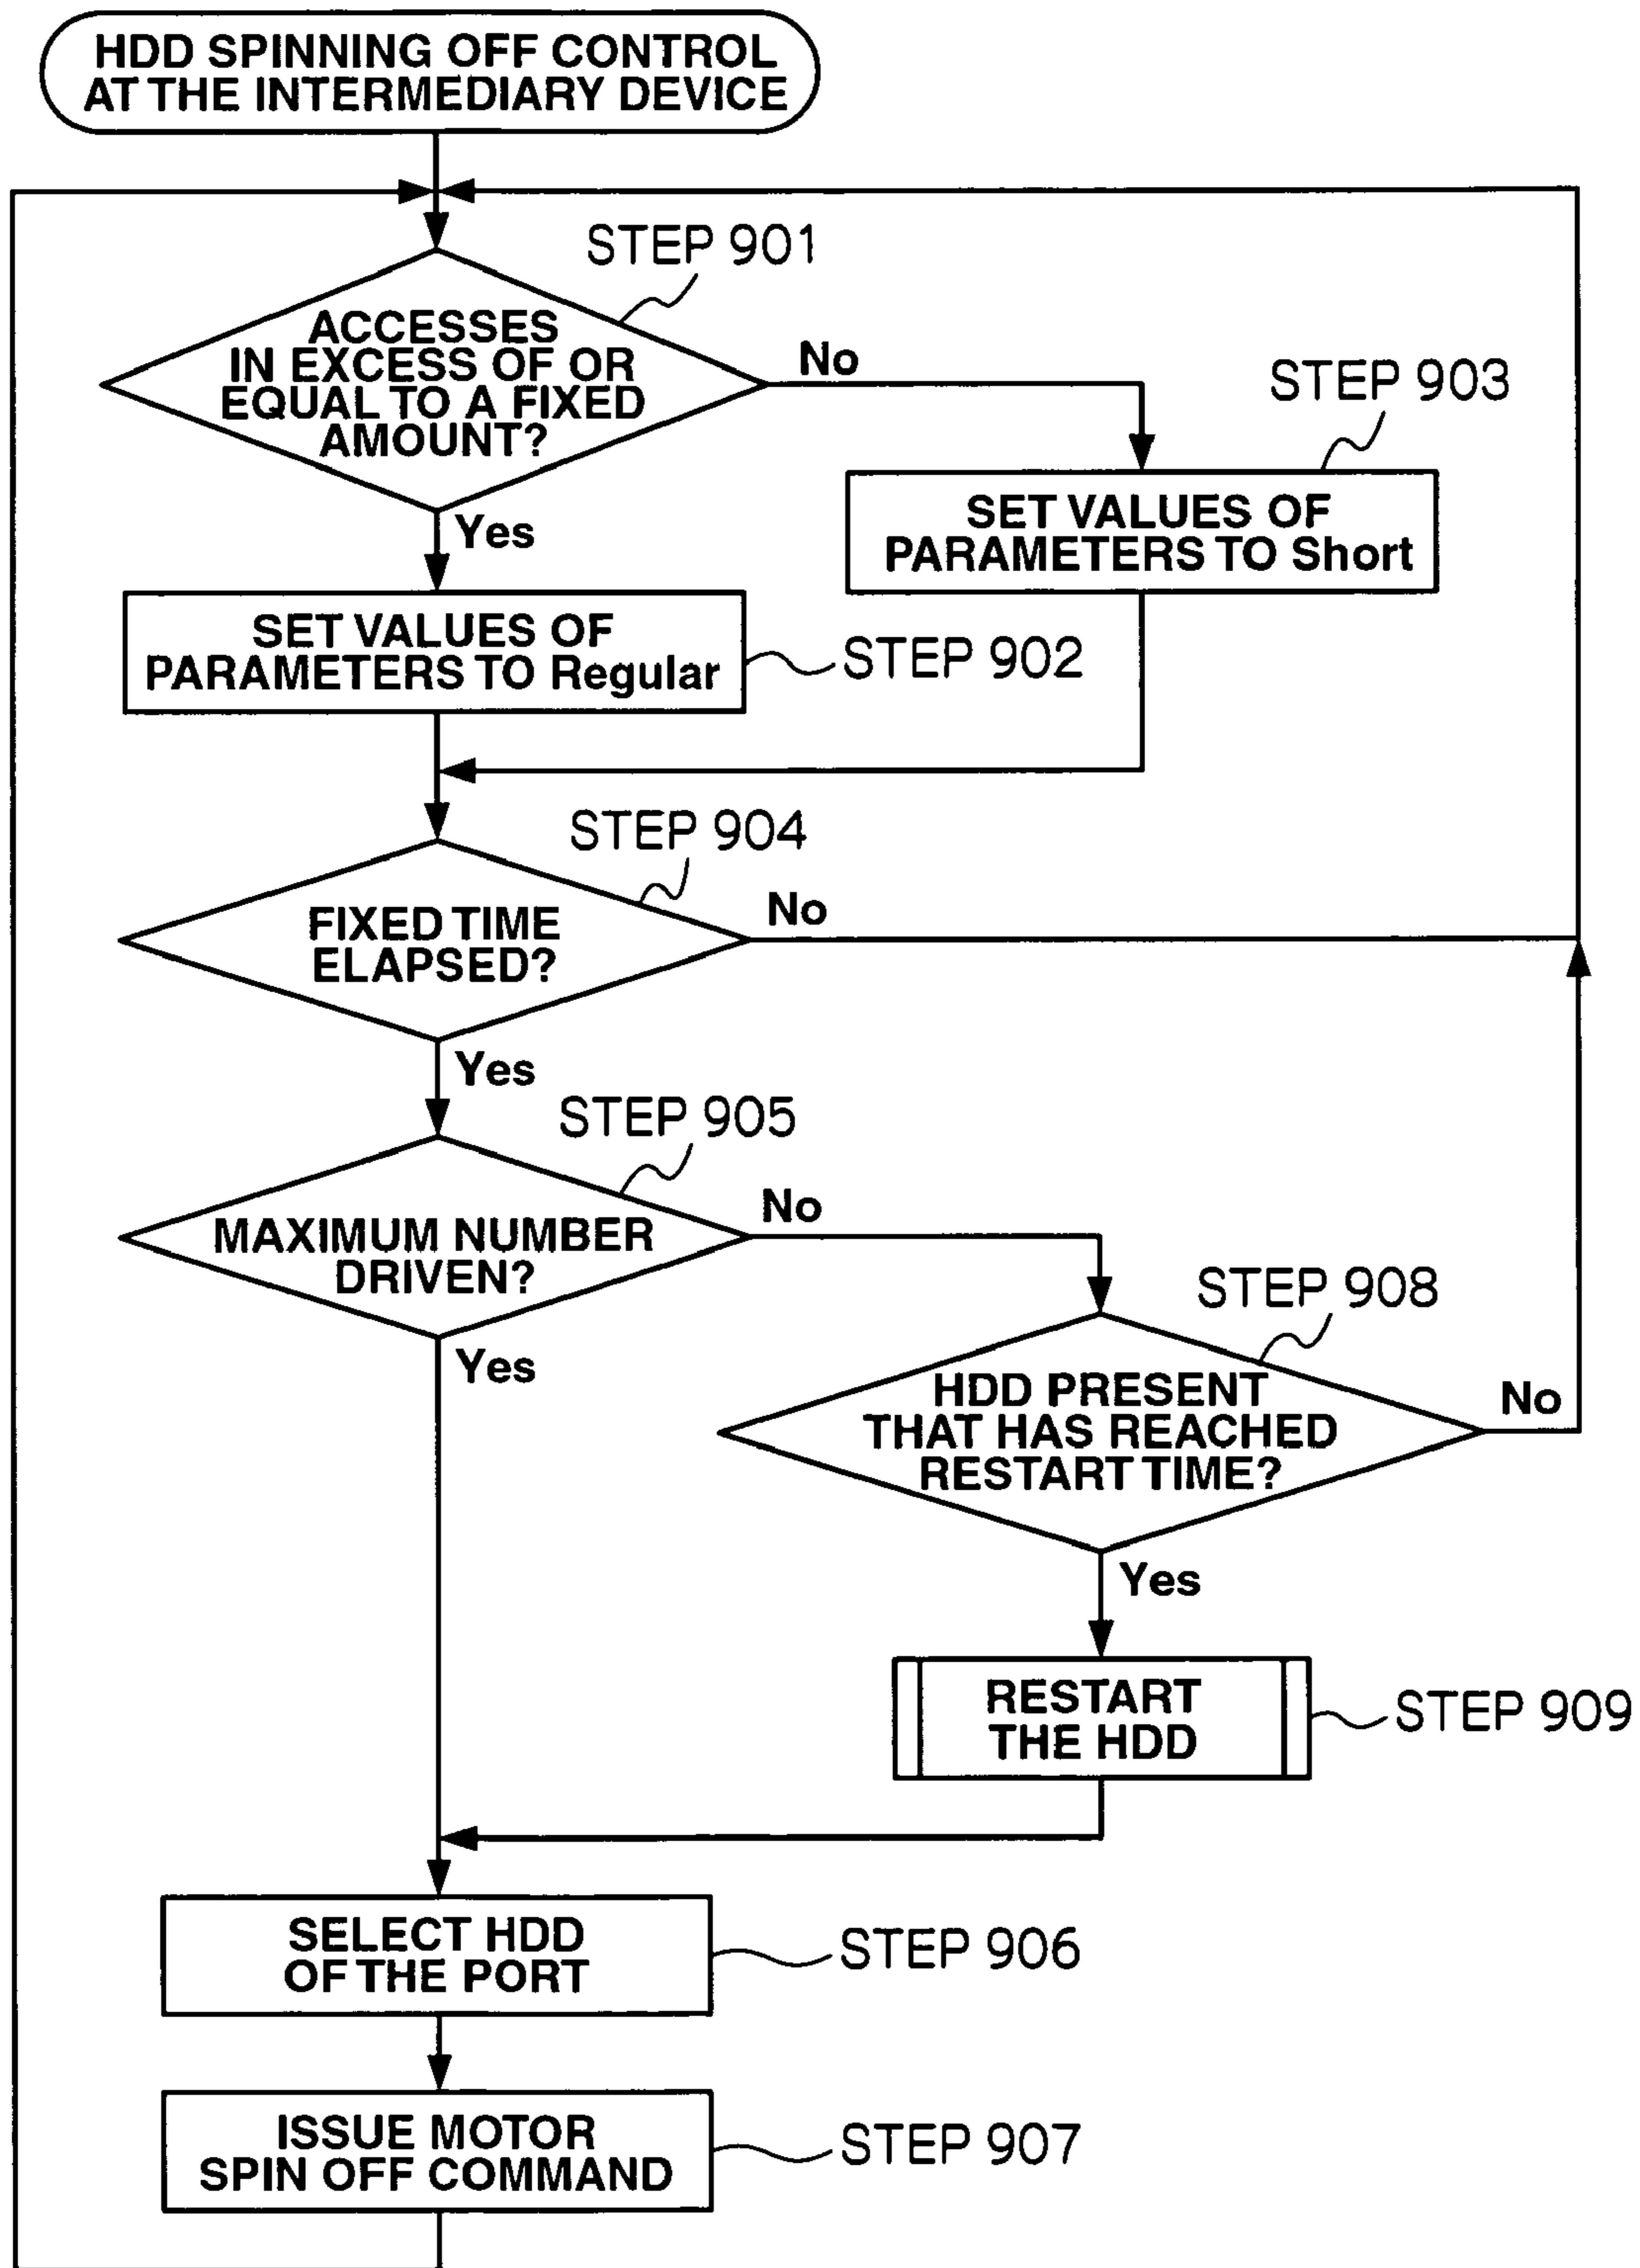 HDD SPINNING OFF CONTROL
AT THE INTERMEDIARY DEVICE
STEP 901
ACCESSES
IN EXCESS OF OR
EQUAL TO A FIXED
AMOUNT?
No
STEP 903
SET VALUES OF
PARAMETERS TO Short
Yes
SET VALUES OF
PARAMETERS TO Regular
STEP 902
STEP 904
FIXED TIME
ELAPSED?
No
Yes
STEP 905
MAXIMUM NUMBER
DRIVEN?
No
Yes
STEP 908
HDD PRESENT
THAT HAS REACHED
RESTART TIME?
No
Yes
RESTART
THE HDD
STEP 909
SELECT HDD
OF THE PORT
STEP 906
ISSUE MOTOR
SPIN OFF COMMAND
STEP 907